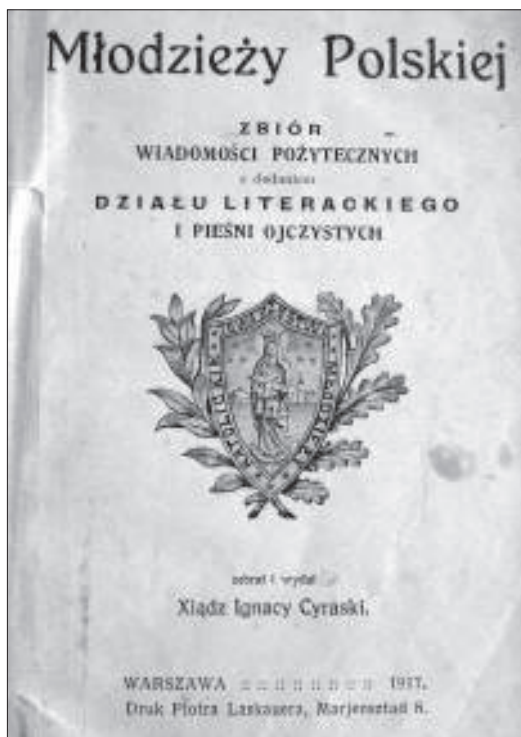 Młodzieży Polskiej
ZBIÓR
WIADOMOŚCI POŻYTECZNYCH
z dodaniem
DZIAŁU LITERACKIEGO
I PIEŚNI OJCZYSTYCH
zebrał i wydał
Xiądz Ignacy Cyraski.
WARSZAWA :: :: :: :: :: :: :: 1917.
Druk Piotra Laskauera, Marjensztad 8.